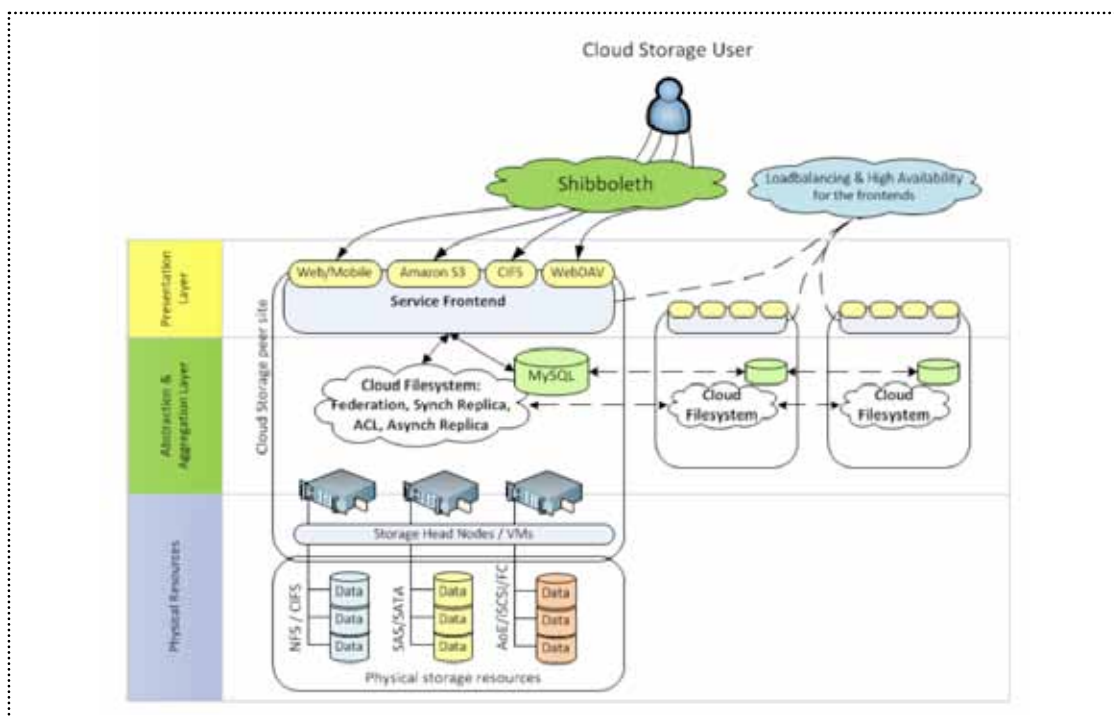 Cloud Storage User
Shibboleth
Loadbalancing & High Availability
for the frontends
Presentation
Layer
Abstraction &
Aggregation Layer
Physical Resources
Cloud Storage peer site
Web/Mobile
Amazon S3
CIFS
WebDAV
Service Frontend
MySQL
Cloud Filesystem:
Federation, Synch Replica,
ACL, Asynch Replica
Cloud
Filesystem
Cloud
Filesystem
Storage Head Nodes / VMs
NFS / CIFS
Data
Data
Data
SAS/SATA
Data
Data
Data
AoE/iSCSI/FC
Data
Data
Data
Physical storage resources